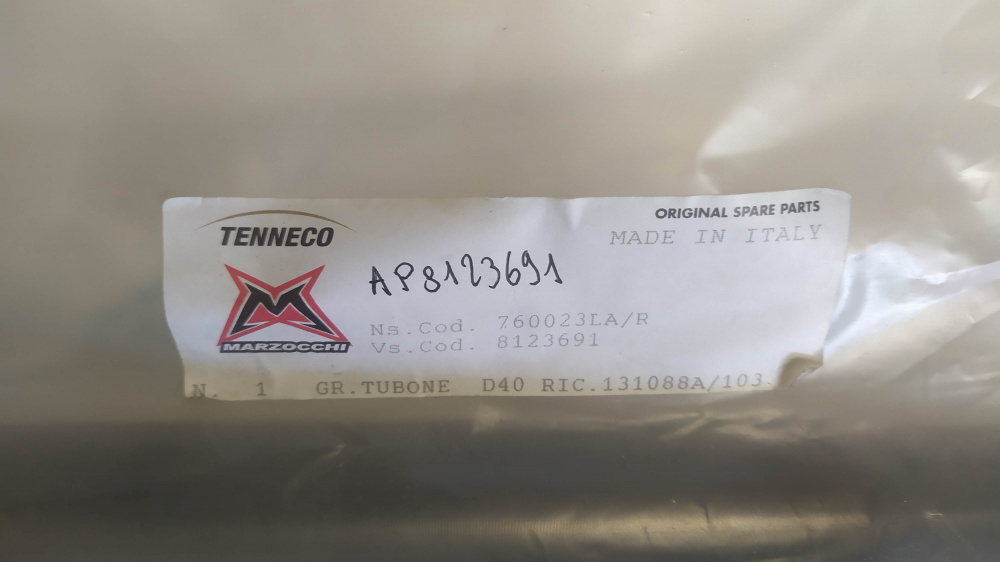 ORIGINAL SPARE PARTS
TENNECO
MADE IN ITALY
AP8123691
MARZOCCHI
Ns.Cod. 760023LA/R
Vs.Cod. 8123691
N. 1 GR.TUBONE D40 RIC.131088A/103